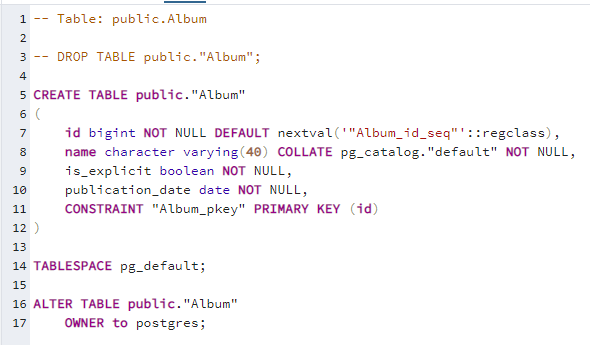 1 -- Table: public.Album
2
3 -- DROP TABLE public."Album";
4
5 CREATE TABLE public."Album"
6 (
7     id bigint NOT NULL DEFAULT nextval('"Album_id_seq"'::regclass),
8     name character varying(40) COLLATE pg_catalog."default" NOT NULL,
9     is_explicit boolean NOT NULL,
10     publication_date date NOT NULL,
11     CONSTRAINT "Album_pkey" PRIMARY KEY (id)
12 )
13
14 TABLESPACE pg_default;
15
16 ALTER TABLE public."Album"
17     OWNER to postgres;